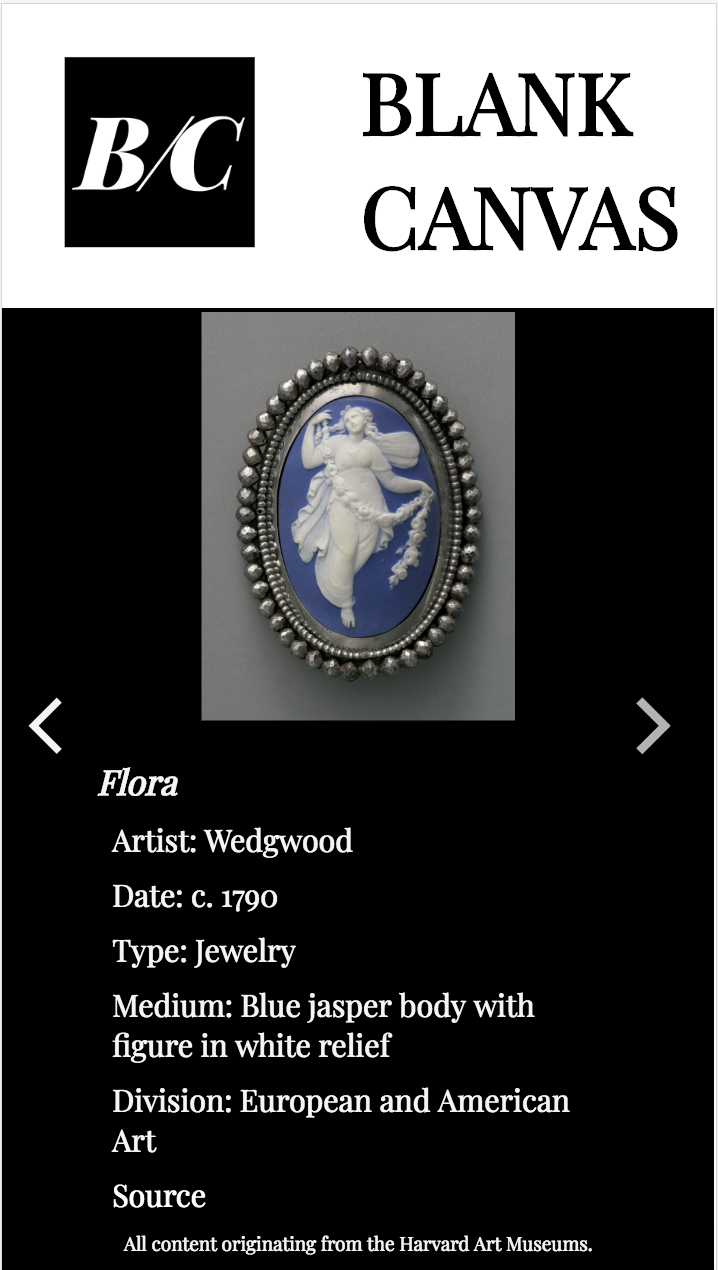 B/C
BLANK
CANVAS
Flora
Artist: Wedgwood
Date: c. 1790
Type: Jewelry
Medium: Blue jasper body with
figure in white relief
Division: European and American
Art
Source
All content originating from the Harvard Art Museums.